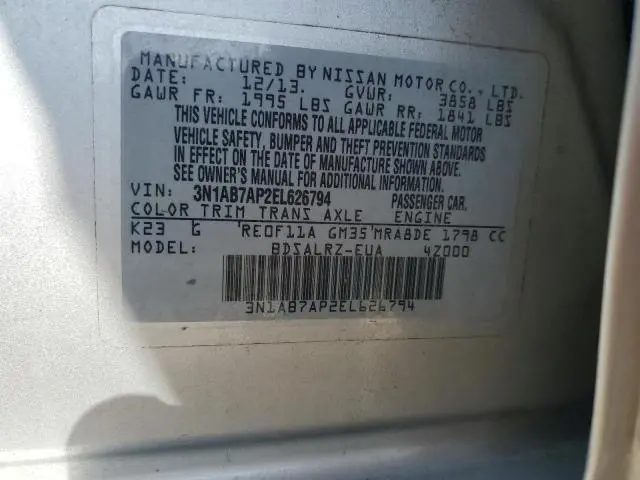 MANUFACTURED BY NISSAN MOTOR CO., LTD.
DATE: 12/13. GVWR: 3858 LBS
GAWR FR: 1995 LBS GAWR RR: 1841 LBS
THIS VEHICLE CONFORMS TO ALL APPLICABLE FEDERAL MOTOR
VEHICLE SAFETY, BUMPER AND THEFT PREVENTION STANDARDS
IN EFFECT ON THE DATE OF MANUFACTURE SHOWN ABOVE.
SEE OWNER'S MANUAL FOR ADDITIONAL INFORMATION.
VIN: 3N1AB7AP2EL626794 PASSENGER CAR.
COLOR TRIM TRANS AXLE ENGINE
K23 G RE0F11A GM35 MRA8DE 1798 CC
MODEL: BDSALRZ-EUA 4Z000
3N1AB7AP2EL626794